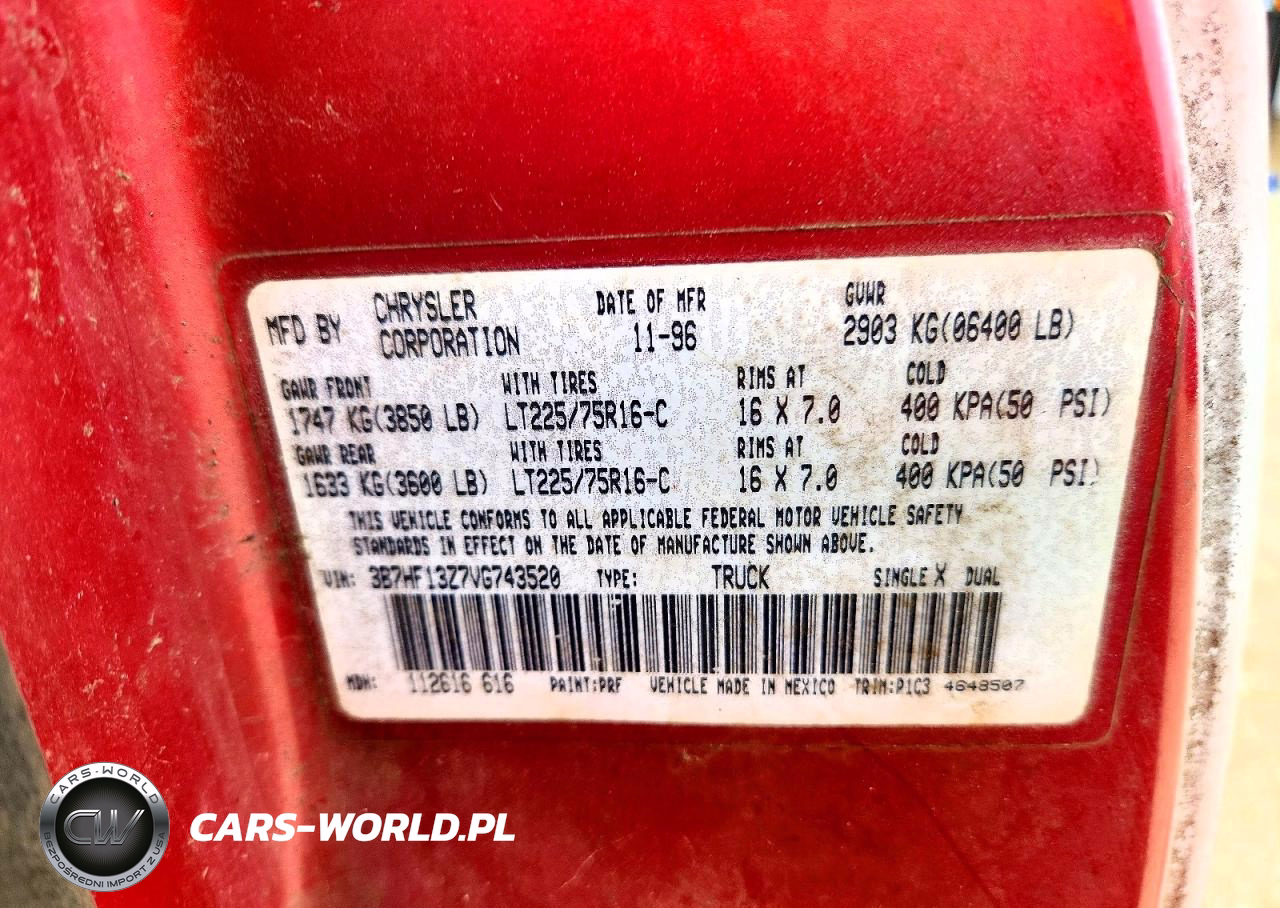 MFD BY CHRYSLER CORPORATION DATE OF MFR 11-96 GVWR 2903 KG(06400 LB)
GAWR FRONT WITH TIRES RIMS AT COLD
1747 KG(3850 LB) LT225/75R16-C 16 X 7.0 400 KPA(50 PSI)
GAWR REAR WITH TIRES RIMS AT COLD
1633 KG(3600 LB) LT225/75R16-C 16 X 7.0 400 KPA(50 PSI)
THIS VEHICLE CONFORMS TO ALL APPLICABLE FEDERAL MOTOR VEHICLE SAFETY
STANDARDS IN EFFECT ON THE DATE OF MANUFACTURE SHOWN ABOVE.
VIN: 3B7HF13Z7VG743520 TYPE: TRUCK SINGLE X DUAL
MDH: 112616 616 PAINT:PRF VEHICLE MADE IN MEXICO TRIM:P1C3 4648507
CARS-WORLD
CW
BEZPOŚREDNI IMPORT Z USA
CARS-WORLD.PL